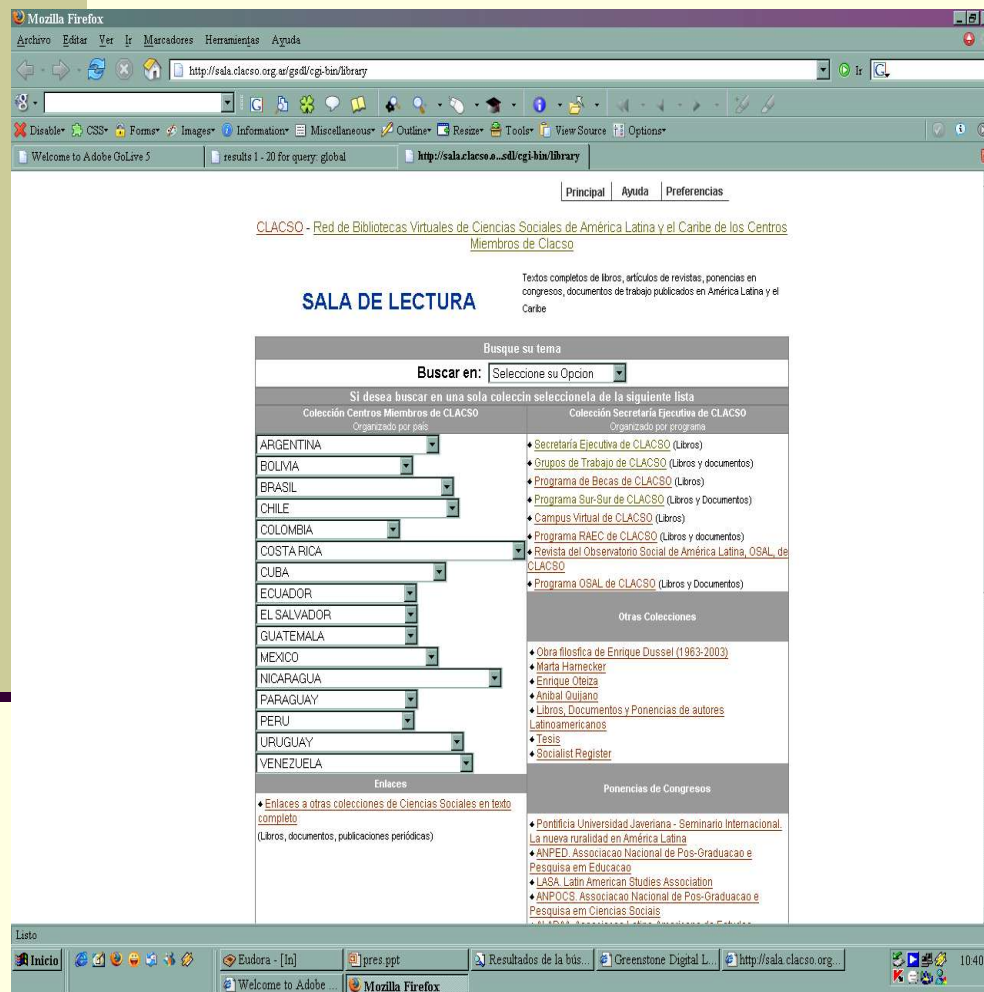 Mozilla Firefox
Archivo Editar Ver Ir Marcadores Herramientas Ayuda
http://sala.clacso.org.ar/gsdl/cgi-bin/library
Ir
Disable CSS Forms Images Information Miscellaneous Outline Resize Tools View Source Options
Welcome to Adobe GoLive 5
results 1 - 20 for query: global
http://sala.clacso.o...sdl/cgi-bin/library
Principal Ayuda Preferencias
CLACSO - Red de Bibliotecas Virtuales de Ciencias Sociales de América Latina y el Caribe de los Centros
Miembros de Clacso
SALA DE LECTURA
Textos completos de libros, artículos de revistas, ponencias en
congresos, documentos de trabajo publicados en América Latina y el
Caribe
Busque su tema
Buscar en: Seleccione su Opcion
Si desea buscar en una sola coleccin seleccionela de la siguiente lista
Colección Centros Miembros de CLACSO
Organizado por país
ARGENTINA
BOLIVIA
BRASIL
CHILE
COLOMBIA
COSTA RICA
CUBA
ECUADOR
EL SALVADOR
GUATEMALA
MEXICO
NICARAGUA
PARAGUAY
PERU
URUGUAY
VENEZUELA
Enlaces
Enlaces a otras colecciones de Ciencias Sociales en texto
completo
(Libros, documentos, publicaciones periódicas)
Colección Secretaría Ejecutiva de CLACSO
Organizado por programa
Secretaría Ejecutiva de CLACSO (Libros)
Grupos de Trabajo de CLACSO (Libros y documentos)
Programa de Becas de CLACSO (Libros)
Programa Sur-Sur de CLACSO (Libros y Documentos)
Campus Virtual de CLACSO (Libros)
Programa RAEC de CLACSO (Libros y documentos)
Revista del Observatorio Social de América Latina, OSAL, de
CLACSO
Programa OSAL de CLACSO (Libros y Documentos)
Otras Colecciones
Obra filosfica de Enrique Dussel (1963-2003)
Marta Harnecker
Enrique Oteiza
Anibal Quijano
Libros, Documentos y Ponencias de autores
Latinoamericanos
Tesis
Socialist Register
Ponencias de Congresos
Pontificia Universidad Javeriana - Seminario Internacional.
La nueva ruralidad en América Latina
ANPED. Associacao Nacional de Pos-Graduacao e
Pesquisa em Educacao
LASA. Latin American Studies Association
ANPOCS. Associacao Nacional de Pos-Graduacao e
Pesquisa em Ciencias Sociais
Listo
Inicio
Eudora - [In]
pres.ppt
Resultados de la bús...
Greenstone Digital L...
http://sala.clacso.org...
10:40
Welcome to Adobe ...
Mozilla Firefox